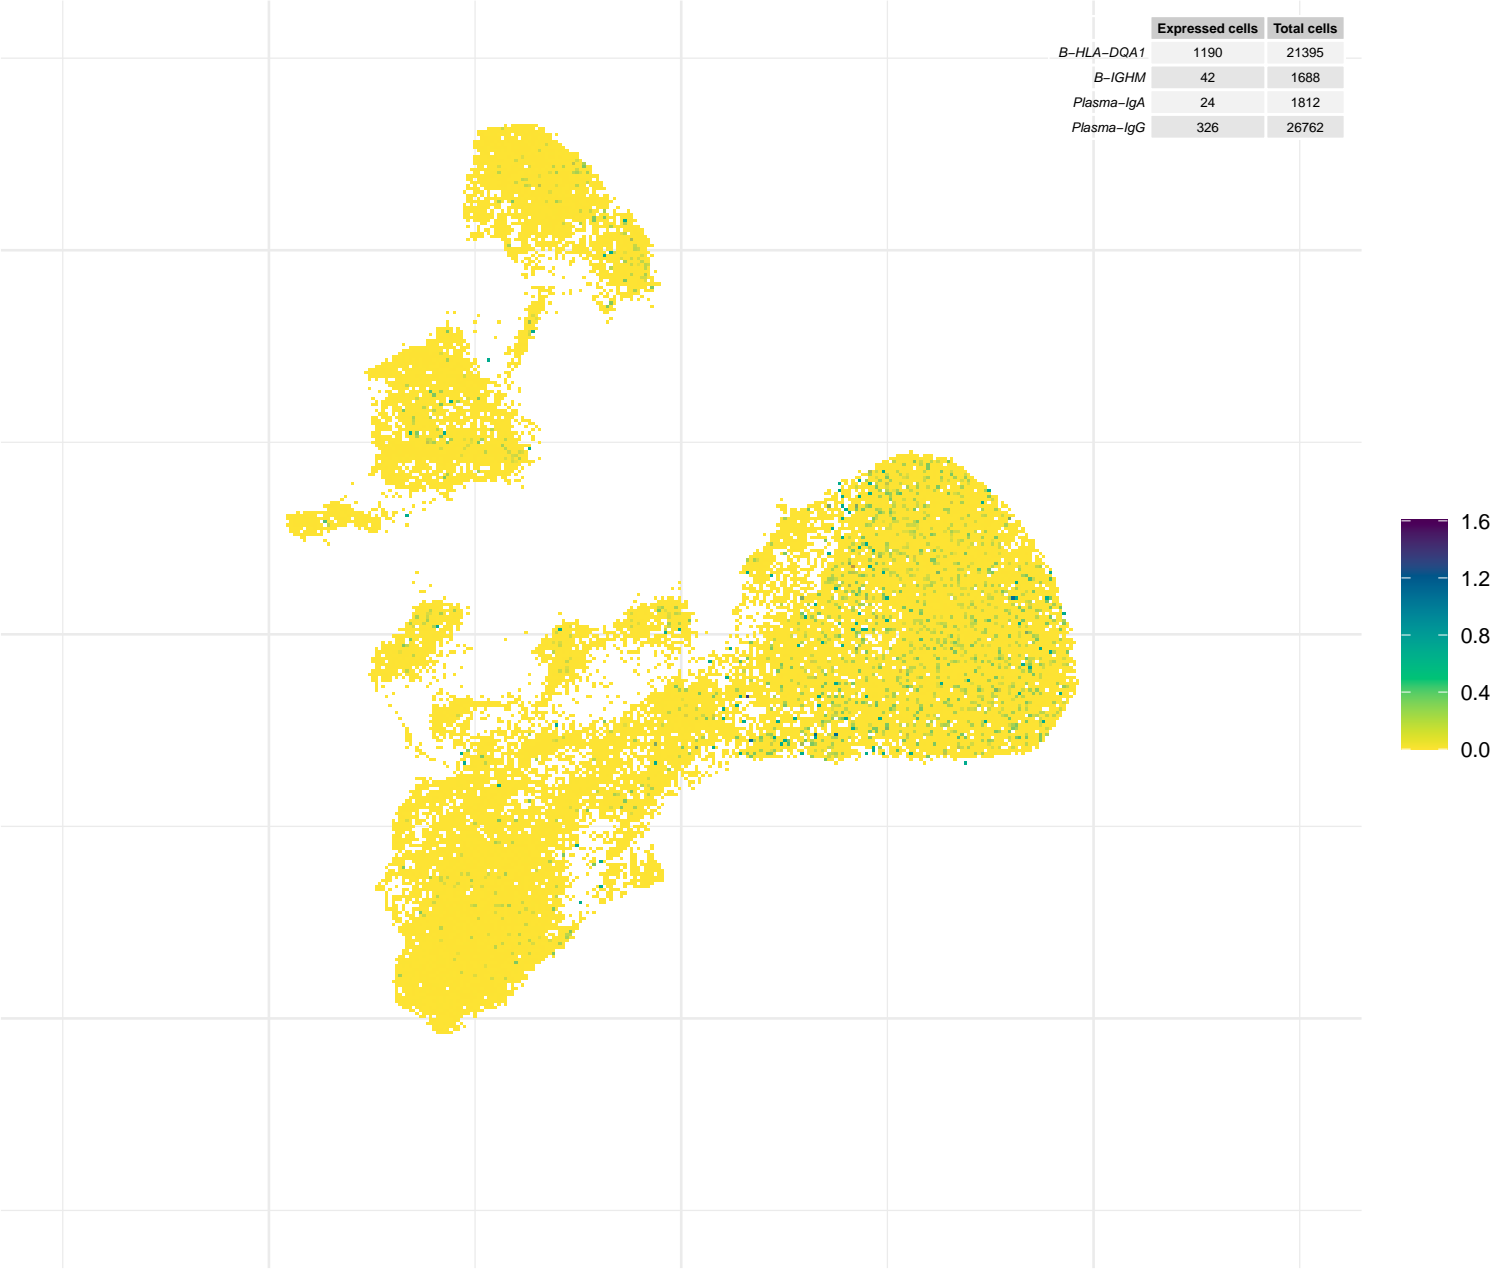 Expressed cells Total cells
B−HLA−DQA1 1190 21395
B−IGHM 42 1688
Plasma−IgA 24 1812
Plasma−IgG 326 26762
1.6
1.2
0.8
0.4
0.0